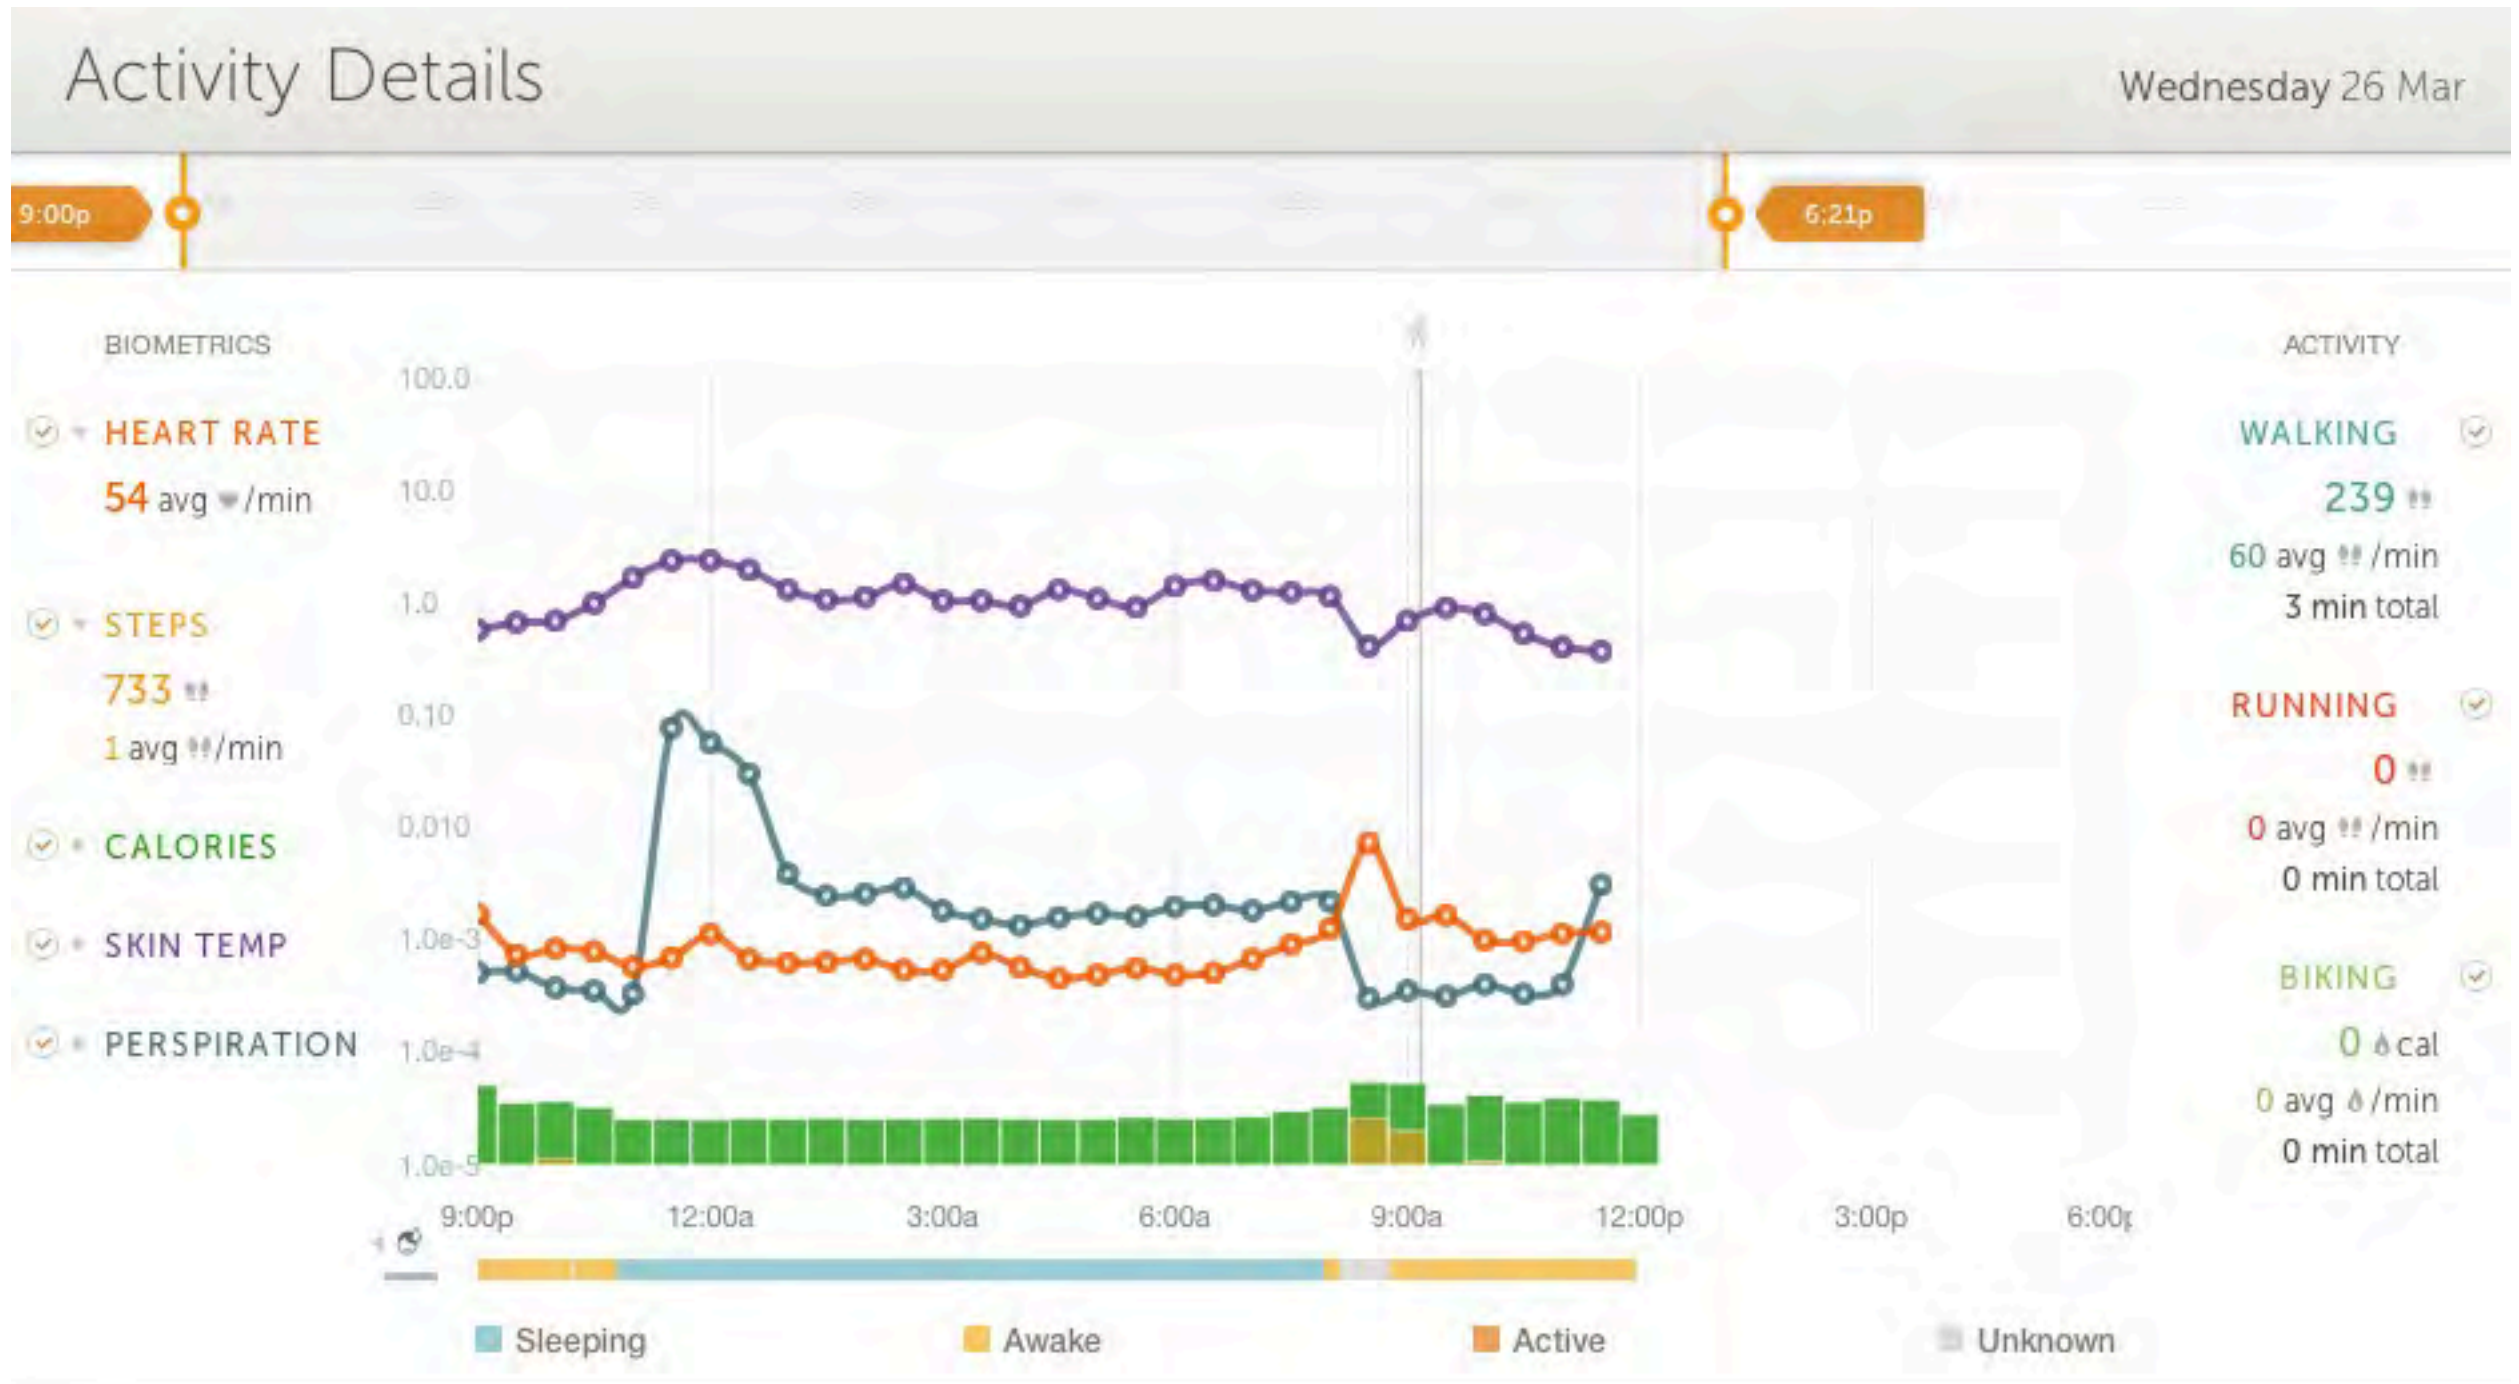 Activity Details
Wednesday 26 Mar
9:00p
6:21p
BIOMETRICS
HEART RATE
54 avg /min
STEPS
733
1 avg /min
CALORIES
SKIN TEMP
PERSPIRATION
100.0
10.0
1.0
0.10
0.010
1.0e-3
1.0e-4
1.0e-5
9:00p 12:00a 3:00a 6:00a 9:00a 12:00p 3:00p 6:00p
Sleeping Awake Active Unknown
ACTIVITY
WALKING
239
60 avg /min
3 min total
RUNNING
0
0 avg /min
0 min total
BIKING
0 cal
0 avg /min
0 min total